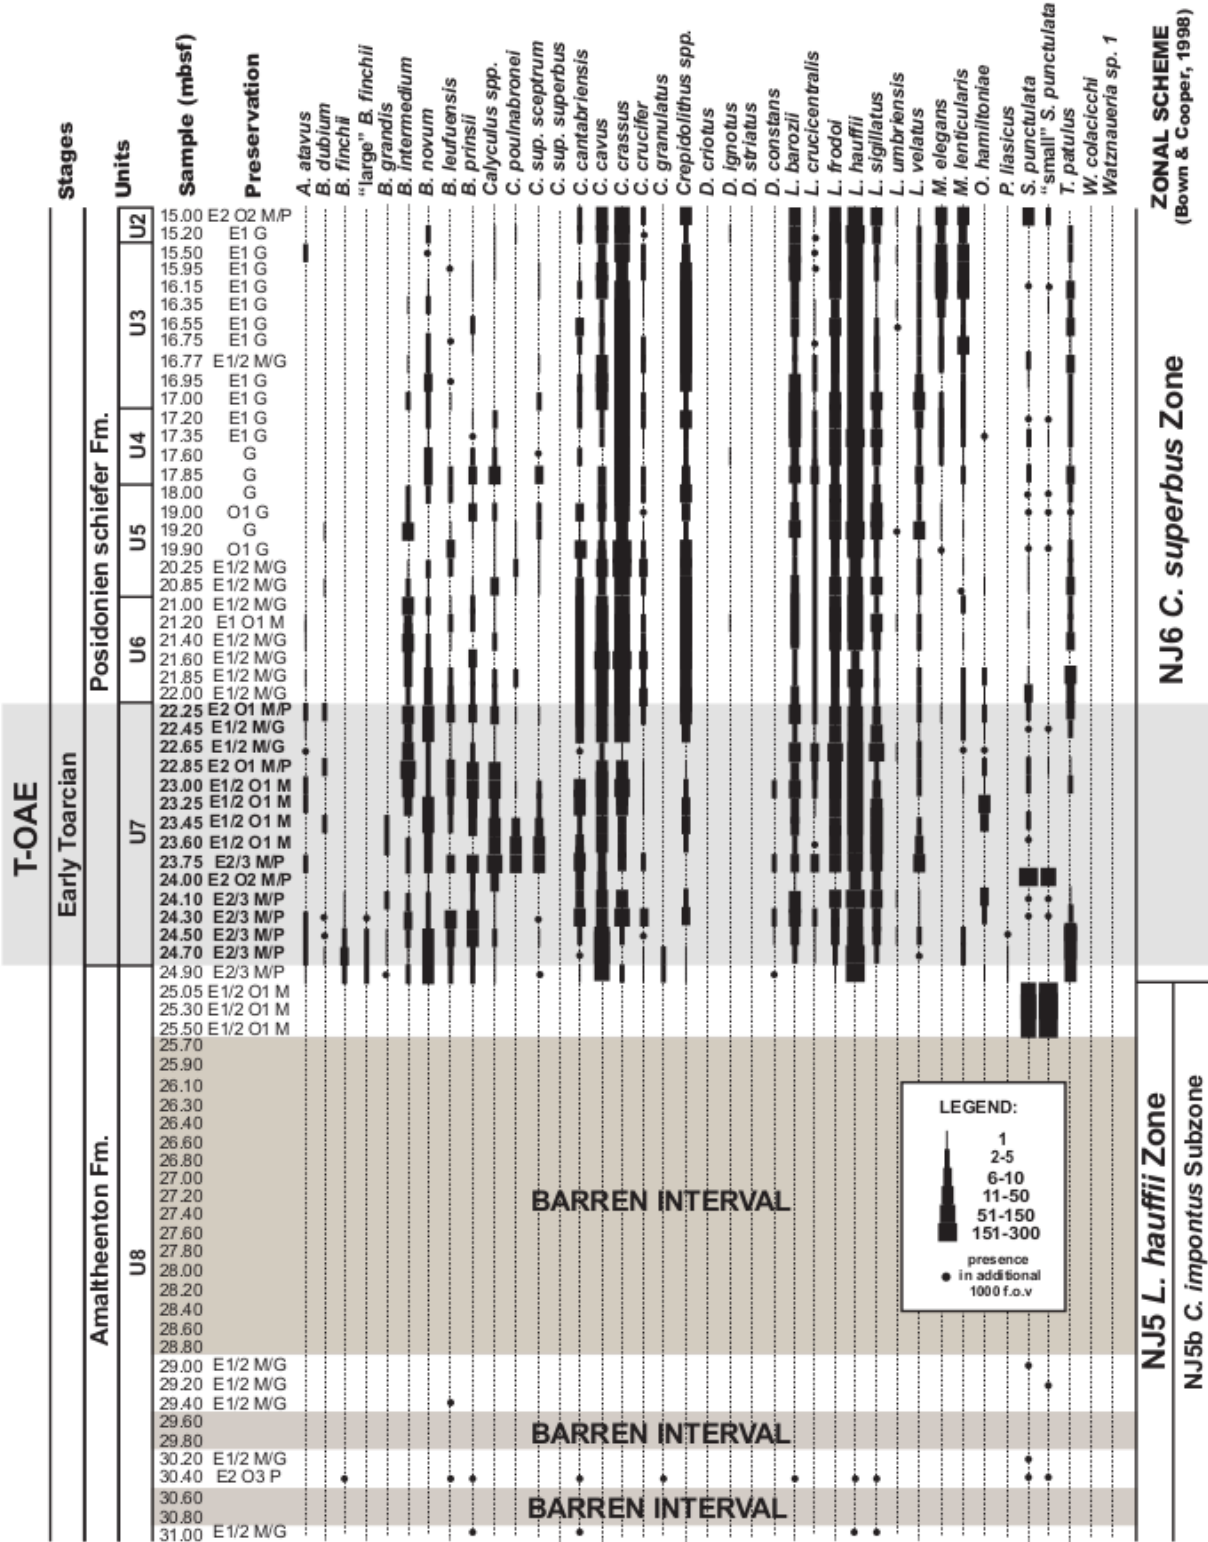 Stages
Units
Sample (mbsf)
Preservation
A. atavus
B. dubium
B. finchii
"large" B. finchii
B. grandis
B. intermedium
B. novum
B. leufuensis
B. prinsii
Calyculus spp.
C. poulnabronei
C. sup. sceptrum
C. sup. superbus
C. cantabriensis
C. cavus
C. crassus
C. crucifer
C. granulatus
Crepidolithus spp.
D. criotus
D. ignotus
D. striatus
D. constans
L. barozii
L. crucicentralis
L. frodoi
L. hauffii
L. sigillatus
L. umbriensis
L. velatus
M. elegans
M. lenticularis
O. hamiltoniae
P. liasicus
S. punctulata
"small" S. punctulata
T. patulus
W. colacicchi
Watznaueria sp. 1
ZONAL SCHEME
(Bown & Cooper, 1998)
T-OAE
Early Toarcian
Posidonien schiefer Fm.
Amaltheenton Fm.
U2
U3
U4
U5
U6
U7
U8
15.00 E2 O2 M/P
15.20 E1 G
15.50 E1 G
15.95 E1 G
16.15 E1 G
16.35 E1 G
16.55 E1 G
16.75 E1 G
16.77 E1/2 M/G
16.95 E1 G
17.00 E1 G
17.20 E1 G
17.35 E1 G
17.60 G
17.85 G
18.00 G
19.00 O1 G
19.20 G
19.90 O1 G
20.25 E1/2 M/G
20.85 E1/2 M/G
21.00 E1/2 M/G
21.20 E1 O1 M
21.40 E1/2 M/G
21.60 E1/2 M/G
21.85 E1/2 M/G
22.00 E1/2 M/G
22.25 E2 O1 M/P
22.45 E1/2 M/G
22.65 E1/2 M/G
22.85 E2 O1 M/P
23.00 E1/2 O1 M
23.25 E1/2 O1 M
23.45 E1/2 O1 M
23.60 E1/2 O1 M
23.75 E2/3 M/P
24.00 E2 O2 M/P
24.10 E2/3 M/P
24.30 E2/3 M/P
24.50 E2/3 M/P
24.70 E2/3 M/P
24.90 E2/3 M/P
25.05 E1/2 O1 M
25.30 E1/2 O1 M
25.50 E1/2 O1 M
25.70
25.90
26.10
26.30
26.40
26.60
26.80
27.00
27.20
27.40
27.60
27.80
28.00
28.20
28.40
28.60
28.80
BARREN INTERVAL
29.00 E1/2 M/G
29.20 E1/2 M/G
29.40 E1/2 M/G
29.60
29.80
BARREN INTERVAL
30.20 E1/2 M/G
30.40 E2 O3 P
30.60
30.80
BARREN INTERVAL
31.00 E1/2 M/G
LEGEND:
1
2-5
6-10
11-50
51-150
151-300
presence
in additional
1000 f.o.v
NJ6 C. superbus Zone
NJ5 L. hauffii Zone
NJ5b C. impontus Subzone